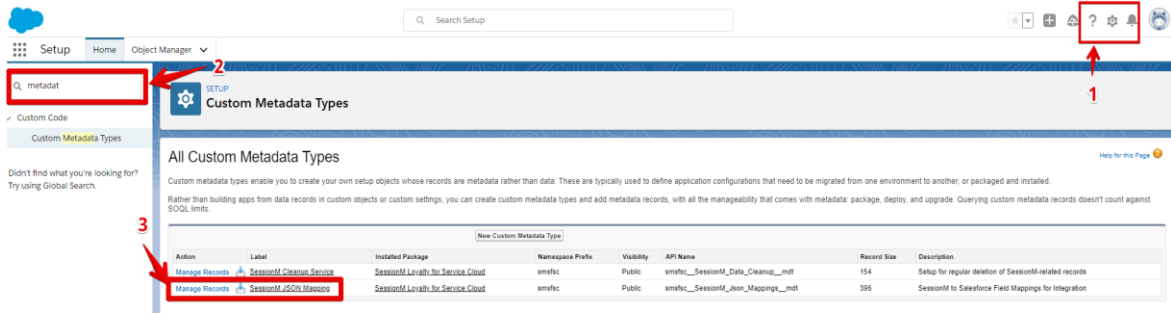 Search Setup
Setup
Home
Object Manager
1
2
metadat
Custom Code
Custom Metadata Types
Didn't find what you're looking for?
Try using Global Search.
SETUP
Custom Metadata Types
All Custom Metadata Types
Help for this Page
Custom metadata types enable you to create your own setup objects whose records are metadata rather than data. These are typically used to define application configurations that need to be migrated from one environment to another, or packaged and installed.
Rather than building apps from data records in custom objects or custom settings, you can create custom metadata types and add metadata records, with all the manageability that comes with metadata: package, deploy, and upgrade. Querying custom metadata records doesn't count against
SOQL limits.
3
New Custom Metadata Type
Action Label Installed Package Namespace Prefix Visibility API Name Record Size Description
Manage Records SessionM Cleanup Service SessionM Loyalty for Service Cloud smsfsc Public smsfsc__SessionM_Data_Cleanup__mdt 154 Setup for regular deletion of SessionM-related records
Manage Records SessionM JSON Mapping SessionM Loyalty for Service Cloud smsfsc Public smsfsc__SessionM_Json_Mappings__mdt 396 SessionM to Salesforce Field Mappings for Integration